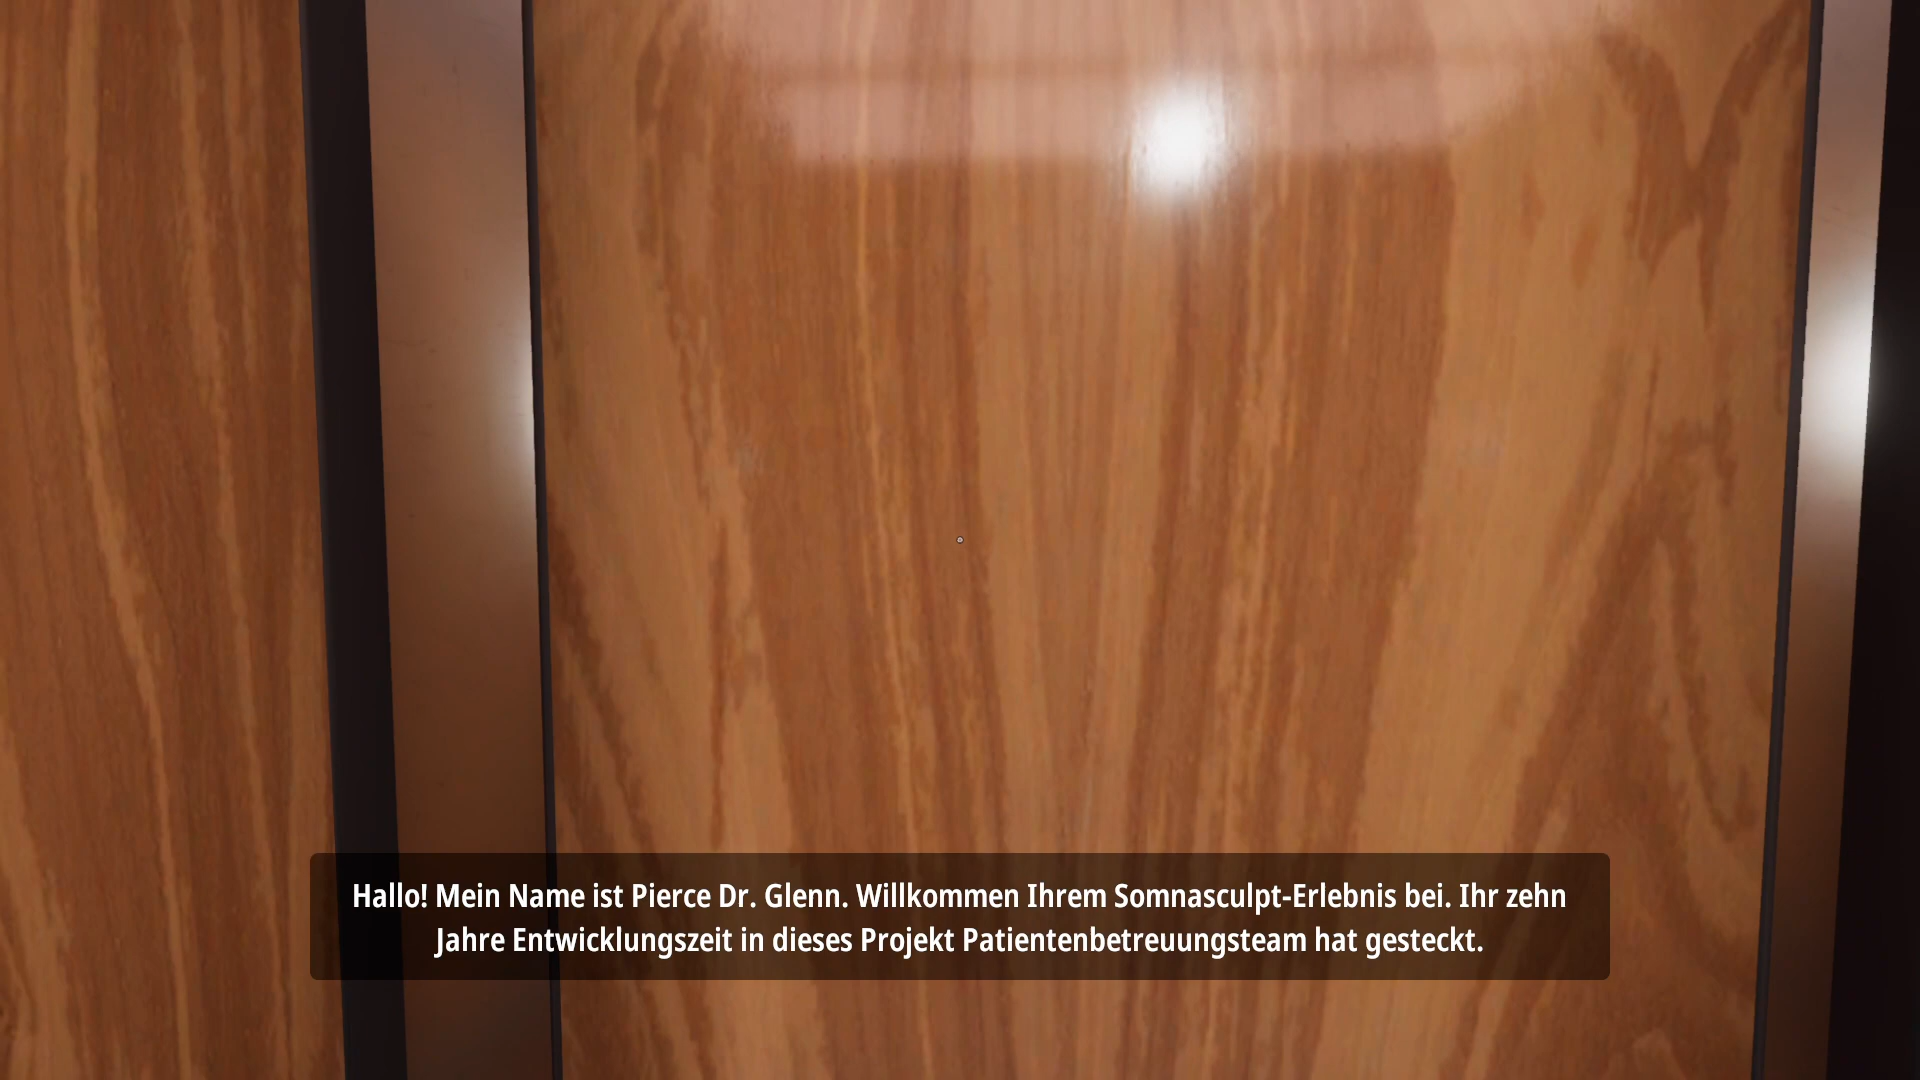 Hallo! Mein Name ist Pierce Dr. Glenn. Willkommen Ihrem Somnasculpt-Erlebnis bei. Ihr zehn
Jahre Entwicklungszeit in dieses Projekt Patientenbetreuungsteam hat gesteckt.